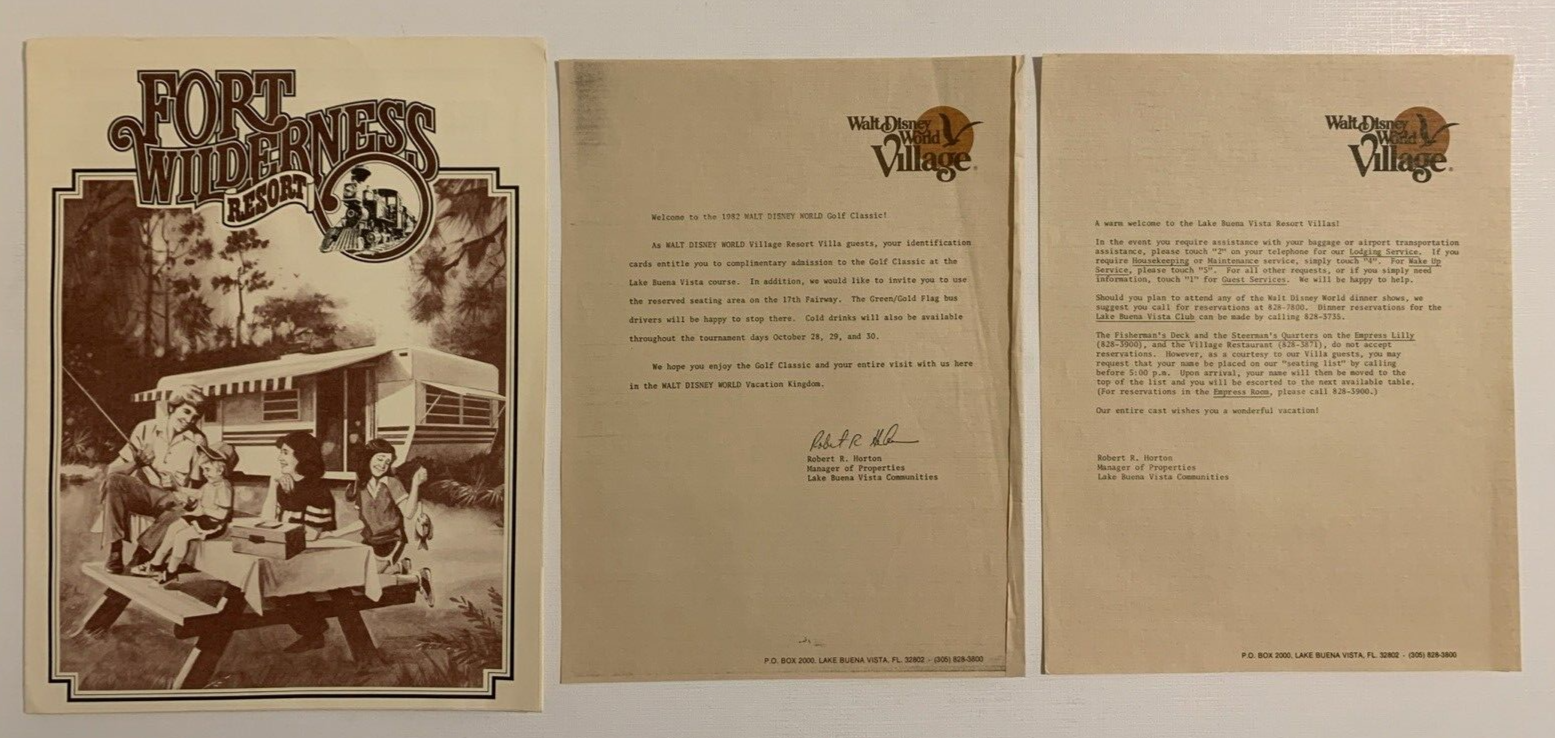 FORT
WILDERNESS
RESORT
Walt Disney
World
Village®
Welcome to the 1982 WALT DISNEY WORLD Golf Classic!
As WALT DISNEY WORLD Village Resort Villa guests, your identification
cards entitle you to complimentary admission to the Golf Classic at the
Lake Buena Vista course. In addition, we would like to invite you to use
the reserved seating area on the 17th Fairway. The Green/Gold Flag bus
drivers will be happy to stop there. Cold drinks will also be available
throughout the tournament days October 28, 29, and 30.
We hope you enjoy the Golf Classic and your entire visit with us here
in the WALT DISNEY WORLD Vacation Kingdom.
Robert R. Horton
Manager of Properties
Lake Buena Vista Communities
P.O. BOX 2000, LAKE BUENA VISTA, FL. 32802 - (305) 828-3800
Walt Disney
World
Village®
A warm welcome to the Lake Buena Vista Resort Villas!
In the event you require assistance with your baggage or airport transportation
assistance, please touch "2" on your telephone for our Lodging Service. If you
require Housekeeping or Maintenance service, simply touch "4". For Wake Up
Service, please touch "5". For all other requests, or if you simply need
information, touch "1" for Guest Services. We will be happy to help.
Should you plan to attend any of the Walt Disney World dinner shows, we
suggest you call for reservations at 828-7800. Dinner reservations for the
Lake Buena Vista Club can be made by calling 828-3735.
The Fisherman's Deck and the Steerman's Quarters on the Empress Lilly
(828-3900), and the Village Restaurant (828-3871), do not accept
reservations. However, as a courtesy to our Villa guests, you may
request that your name be placed on our "seating list" by calling
before 5:00 p.m. Upon arrival, your name will then be moved to the
top of the list and you will be escorted to the next available table.
(For reservations in the Empress Room, please call 828-3900.)
Our entire cast wishes you a wonderful vacation!
Robert R. Horton
Manager of Properties
Lake Buena Vista Communities
P.O. BOX 2000, LAKE BUENA VISTA, FL. 32802 - (305) 828-3800